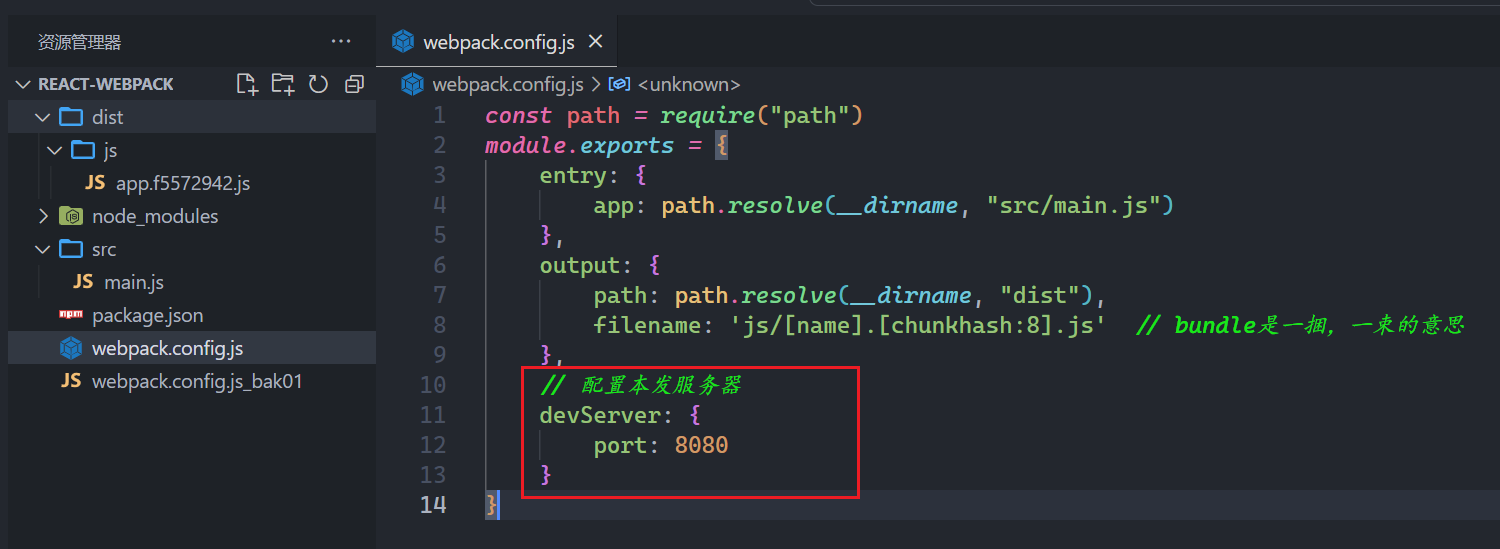 资源管理器 ···
webpack.config.js ×
REACT-WEBPACK
webpack.config.js > <unknown>
dist
js
JS app.f5572942.js
node_modules
src
JS main.js
npm package.json
webpack.config.js
JS webpack.config.js_bak01
1 const path = require("path")
2 module.exports = {
3 entry: {
4 app: path.resolve(__dirname, "src/main.js")
5 },
6 output: {
7 path: path.resolve(__dirname, "dist"),
8 filename: 'js/[name].[chunkhash:8].js' // bundle是一捆，一束的意思
9 },
10 // 配置本发服务器
11 devServer: {
12 port: 8080
13 }
14 }